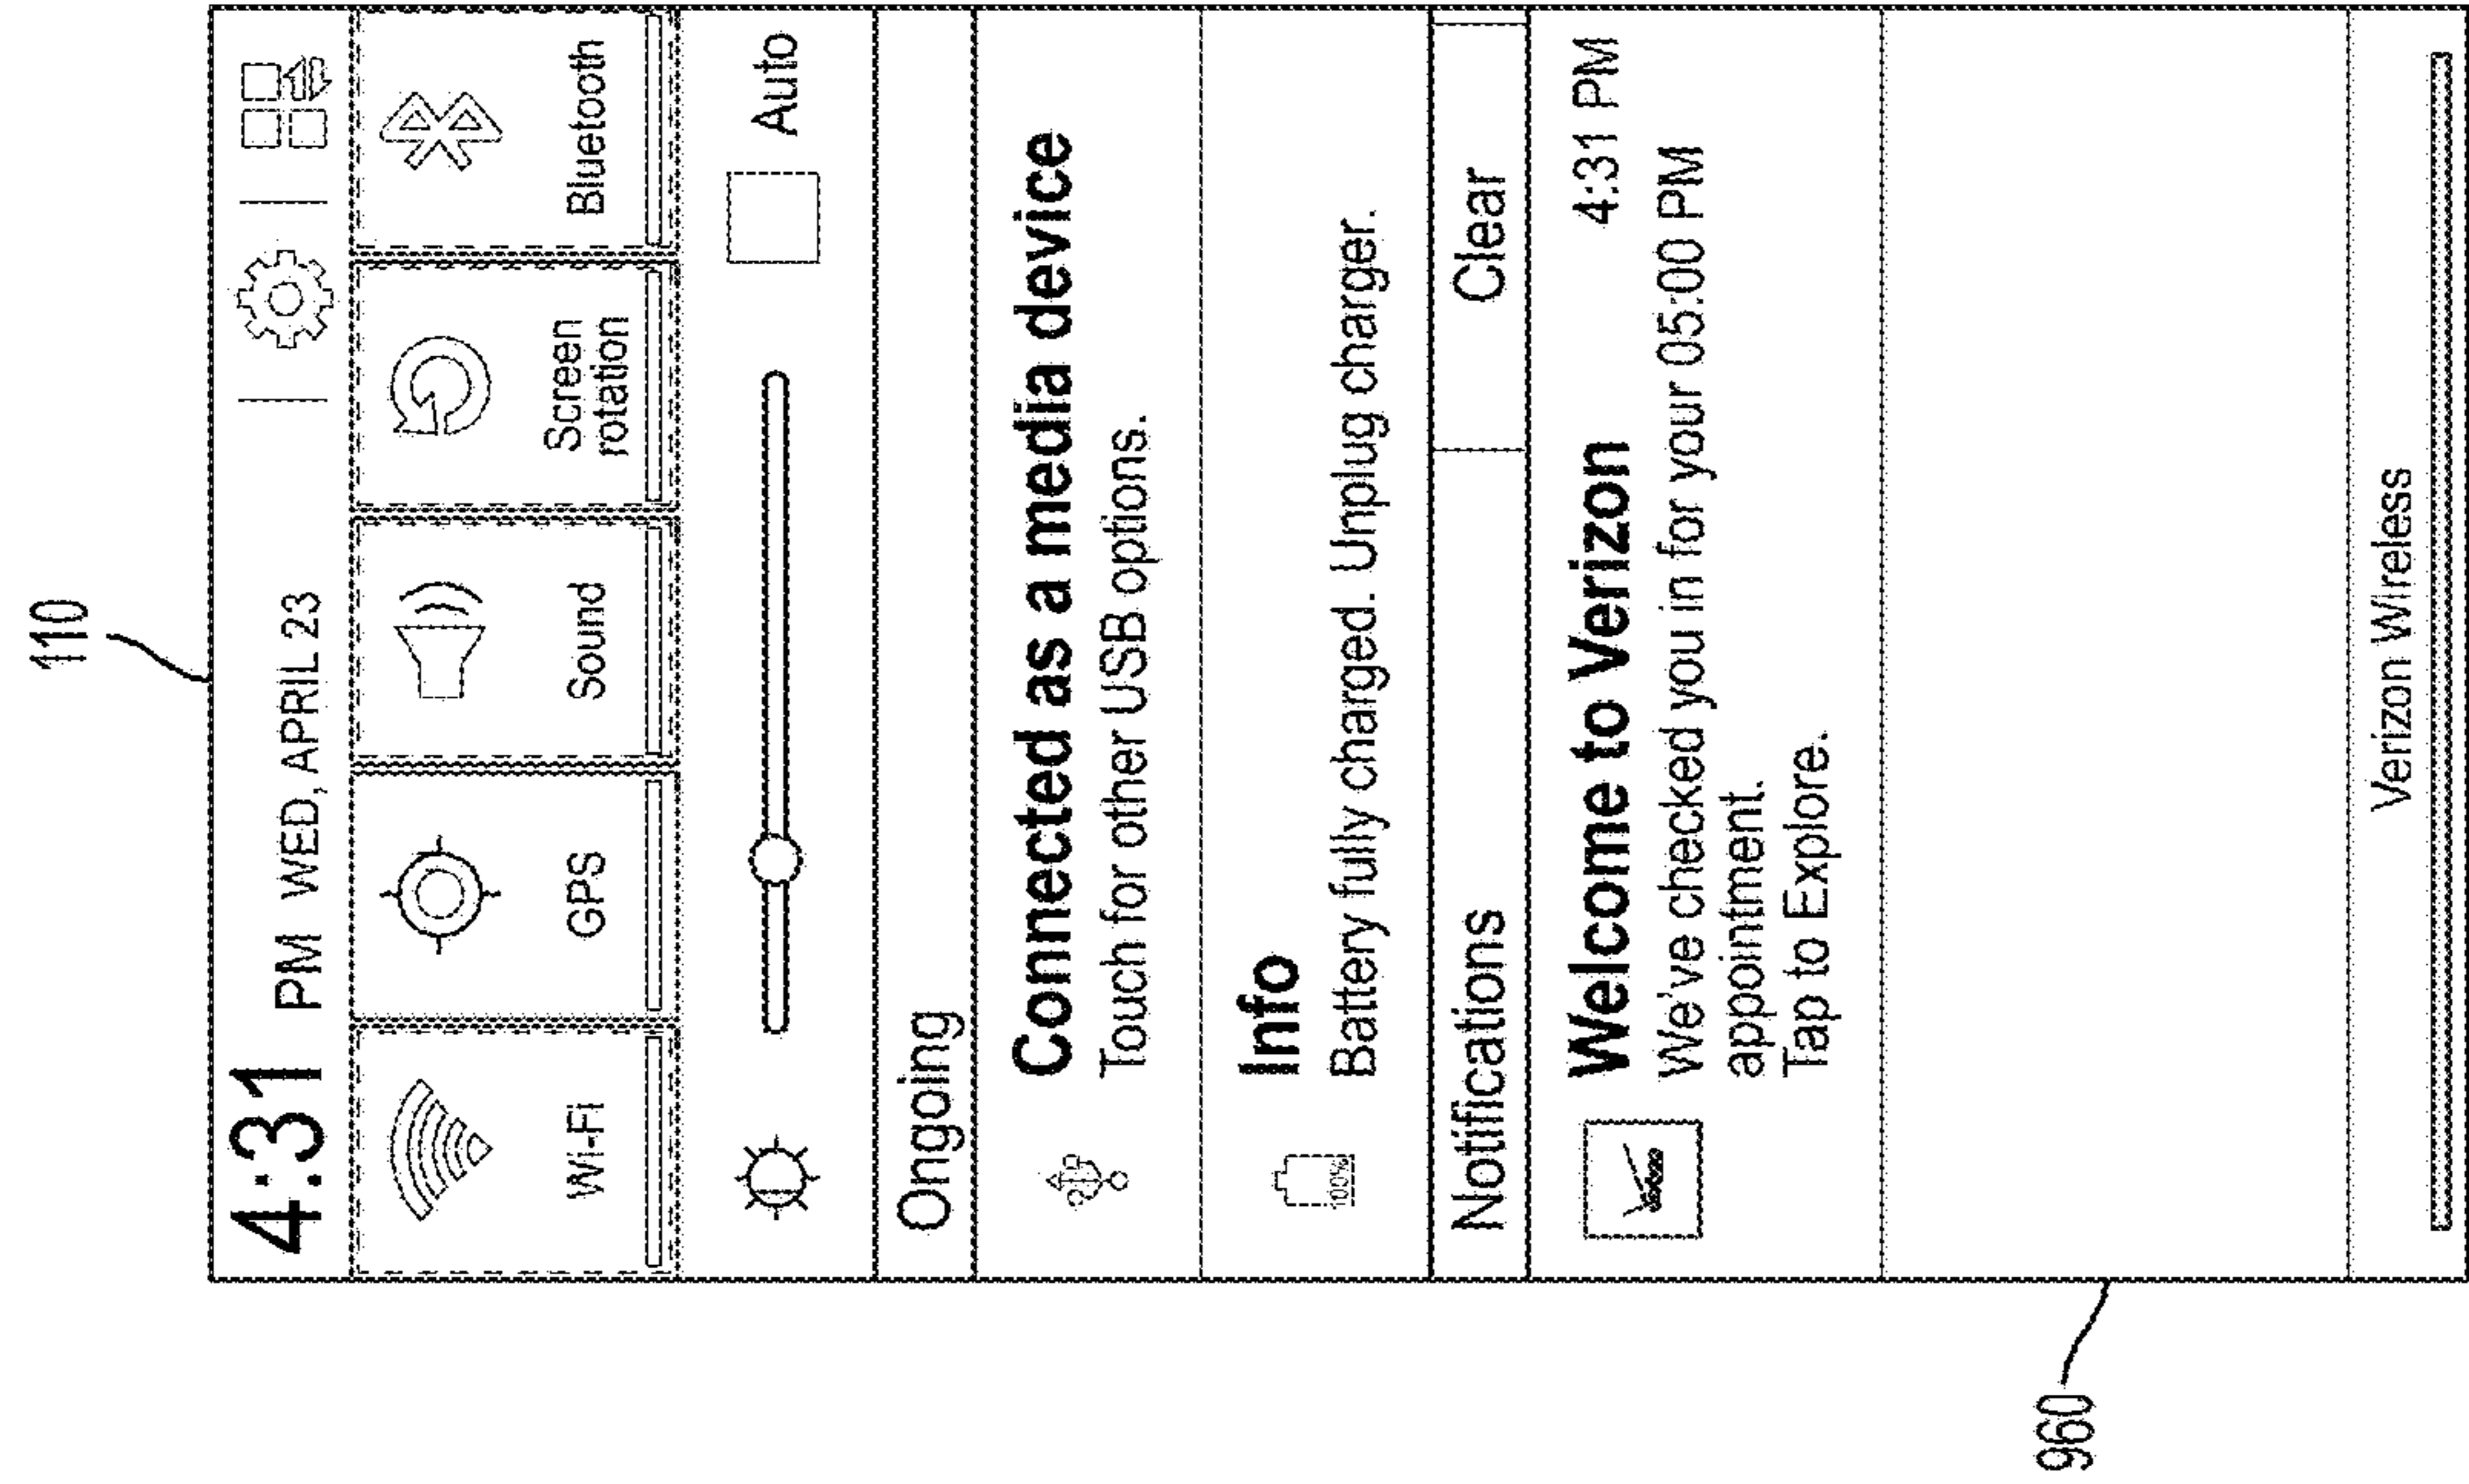 110
4:31 PM WED, APRIL 23
Wi-Fi GPS Sound Screen rotation Bluetooth
Auto
Ongoing
Connected as a media device
Touch for other USB options.
100%
Info
Battery fully charged. Unplug charger.
Notifications Clear
Welcome to Verizon 4:31 PM
We've checked you in for your 05:00 PM
appointment.
Tap to Explore.
960
Verizon Wireless